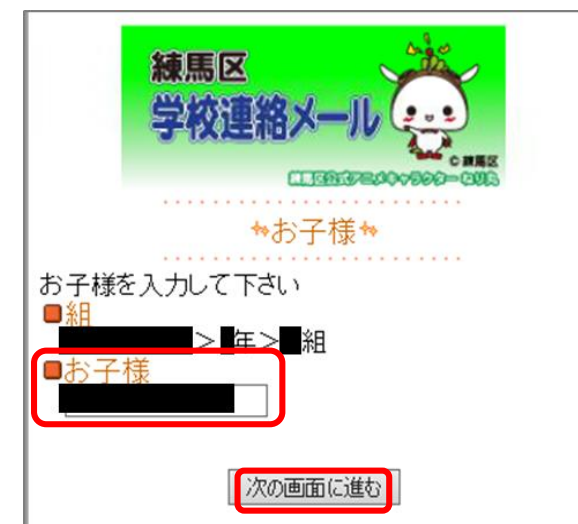 練馬区
学校連絡メール
© 練馬区
練馬区公式アニメキャラクター ねり丸
お子様
お子様を入力して下さい
組
>年>組
お子様
次の画面に進む